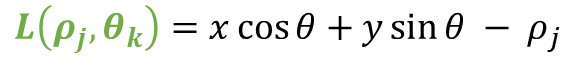 L(ρⱼ, θₖ) = x cos θ + y sin θ − ρⱼ